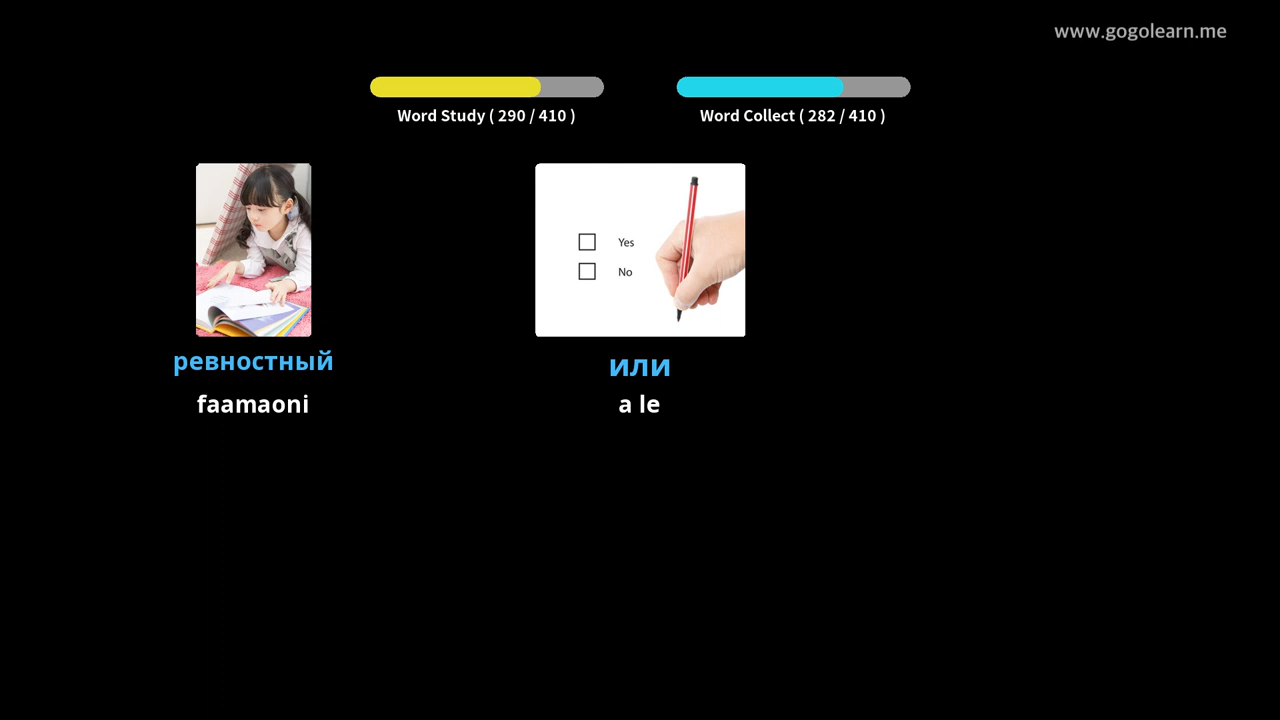 www.gogolearn.me
Word Study ( 290 / 410 )
Word Collect ( 282 / 410 )
Yes
No
ревностный
faamaoni
или
a le